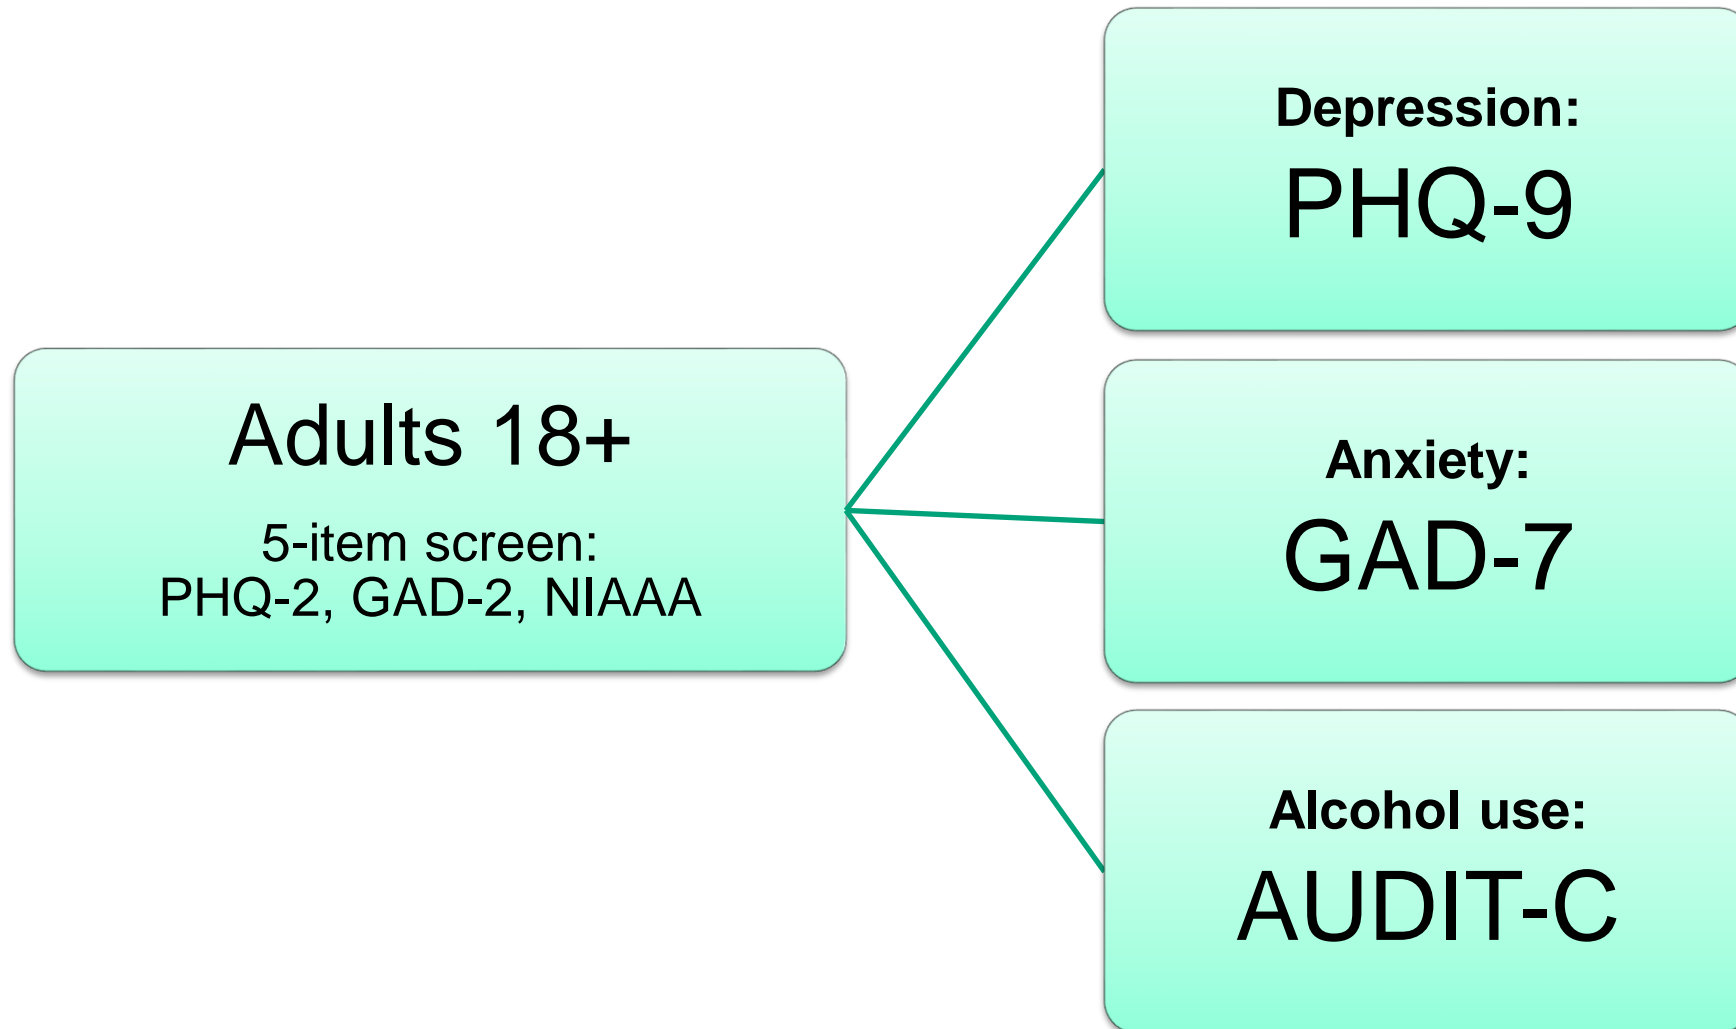 Adults 18+
5-item screen:
PHQ-2, GAD-2, NIAAA
Depression:
PHQ-9
Anxiety:
GAD-7
Alcohol use:
AUDIT-C